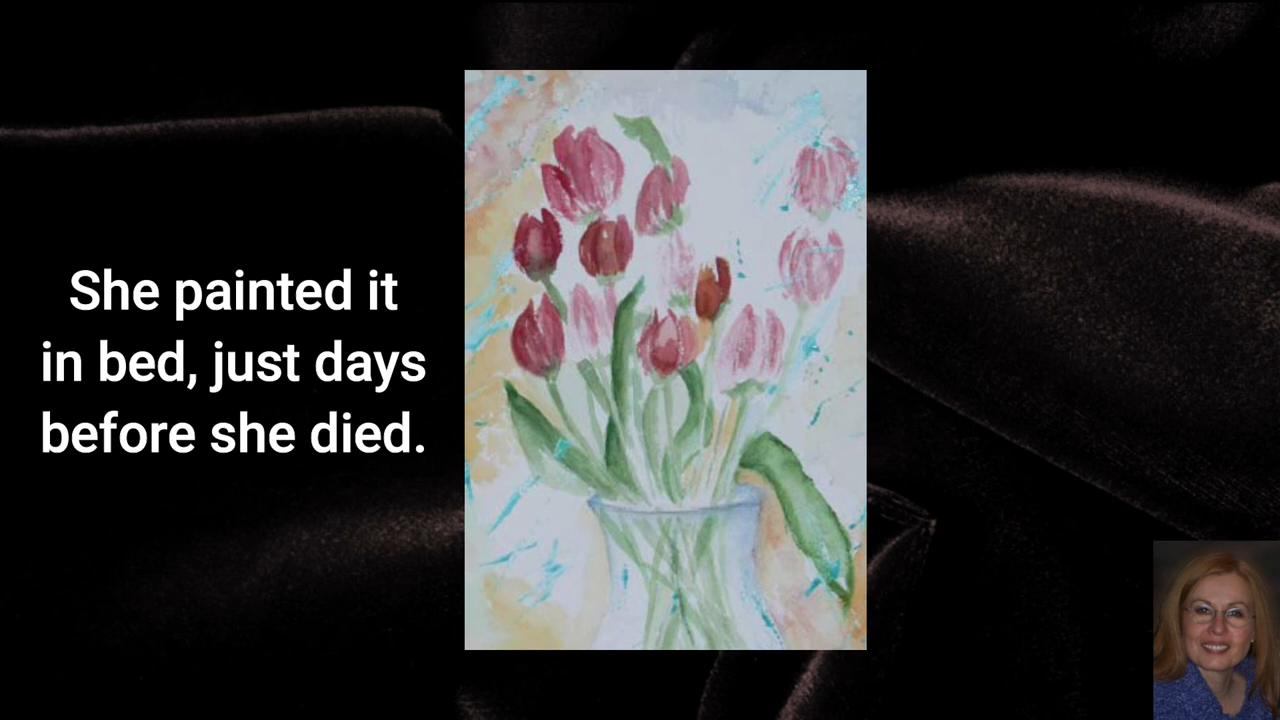 She painted it
in bed, just days
before she died.